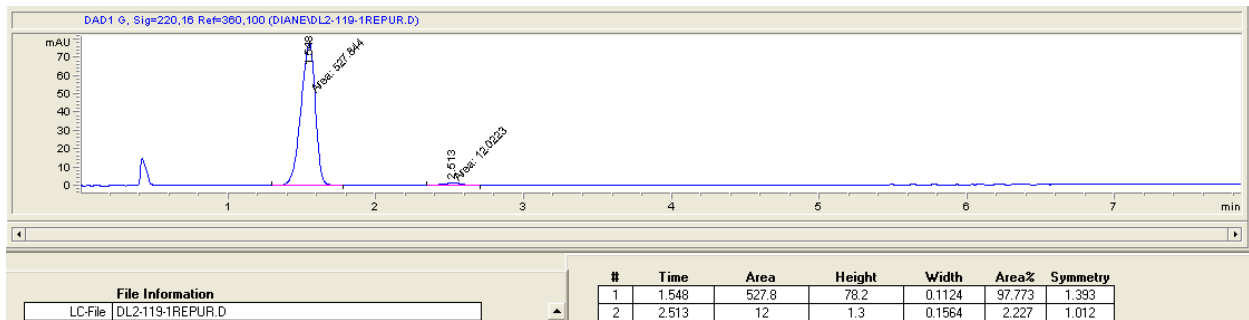 DAD1 G, Sig=220,16 Ref=360,100 (DIANE\DL2-119-1REPUR.D)
mAU
70
60
50
40
30
20
10
0
1.548
Area: 527.844
2.513
Area: 12.0223
1 2 3 4 5 6 7 min
File Information
LC-File DL2-119-1REPUR.D
# Time Area Height Width Area% Symmetry
1 1.548 527.8 78.2 0.1124 97.773 1.393
2 2.513 12 1.3 0.1564 2.227 1.012